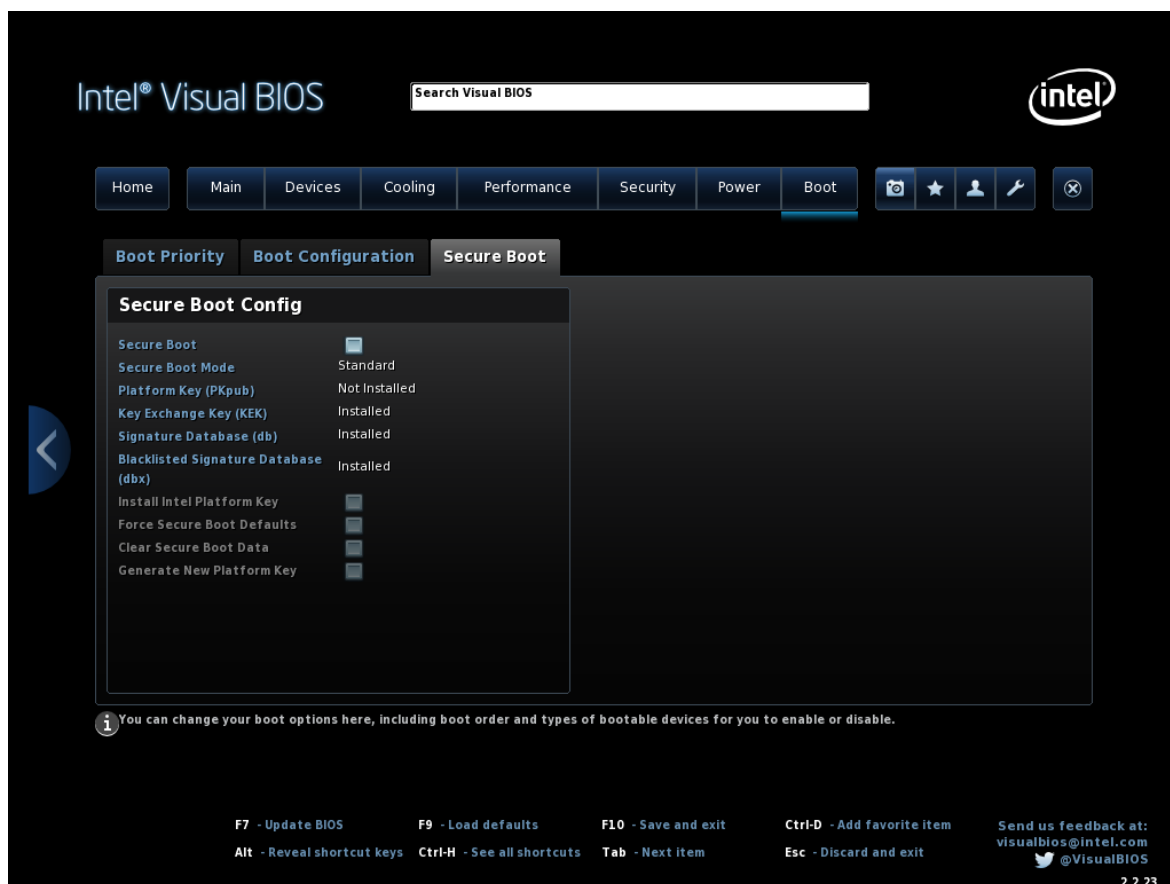 Intel® Visual BIOS
Search Visual BIOS
intel
Home Main Devices Cooling Performance Security Power Boot
Boot Priority Boot Configuration Secure Boot
Secure Boot Config
Secure Boot
Secure Boot Mode Standard
Platform Key (PKpub) Not Installed
Key Exchange Key (KEK) Installed
Signature Database (db) Installed
Blacklisted Signature Database
(dbx) Installed
Install Intel Platform Key
Force Secure Boot Defaults
Clear Secure Boot Data
Generate New Platform Key
You can change your boot options here, including boot order and types of bootable devices for you to enable or disable.
F7 - Update BIOS F9 - Load defaults F10 - Save and exit Ctrl-D - Add favorite item
Alt - Reveal shortcut keys Ctrl-H - See all shortcuts Tab - Next item Esc - Discard and exit
Send us feedback at:
visualbios@intel.com
@VisualBIOS
2.2.23